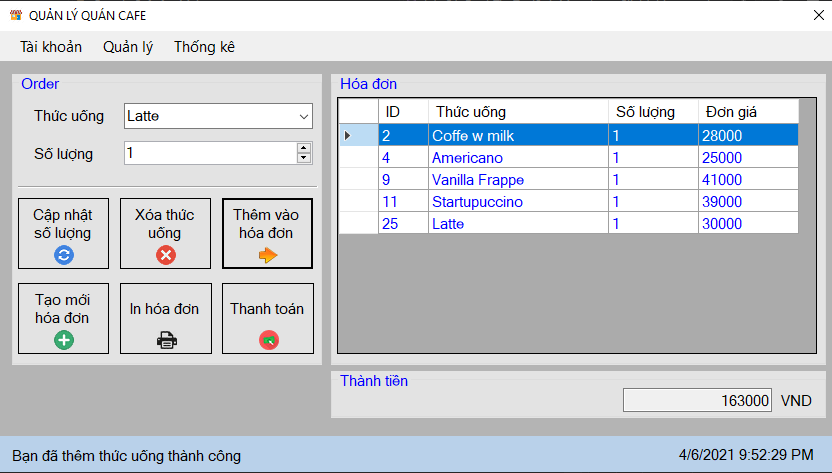 QUẢN LÝ QUÁN CAFE
Tài khoản Quản lý Thống kê
Order
Thức uống Latte
Số lượng 1
Cập nhật
số lượng
Xóa thức
uống
Thêm vào
hóa đơn
Tạo mới
hóa đơn
In hóa đơn
Thanh toán
Hóa đơn
ID Thức uống Số lượng Đơn giá
2 Coffe w milk 1 28000
4 Americano 1 25000
9 Vanilla Frappe 1 41000
11 Startupuccino 1 39000
25 Latte 1 30000
Thành tiền
163000 VND
Bạn đã thêm thức uống thành công
4/6/2021 9:52:29 PM